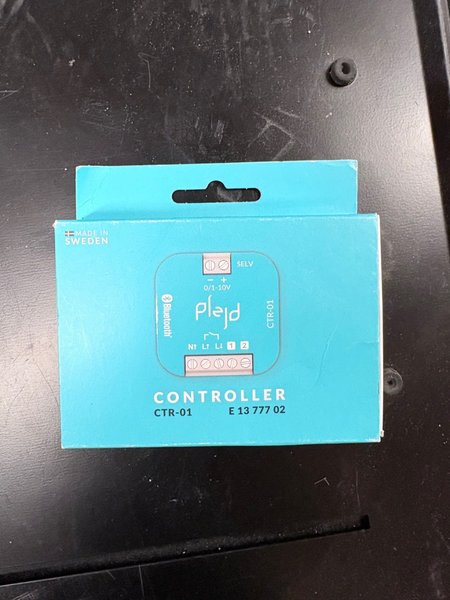 MADE IN
SWEDEN
SELV
− +
0/1-10V
plejd
CTR-01
Bluetooth®
N↑ L↑ L↓ 1 2
CONTROLLER
CTR-01 E 13 777 02